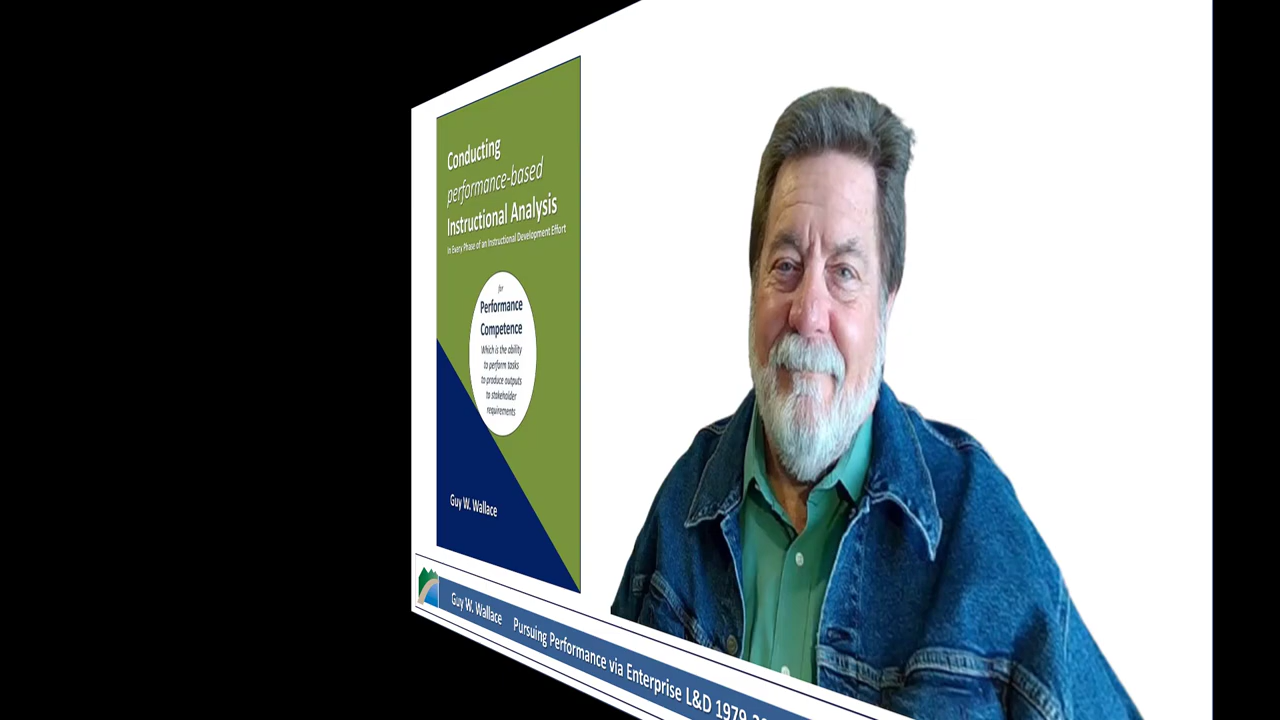 Conducting
performance-based
Instructional Analysis
In Every Phase of an Instructional Development Effort
for
Performance
Competence
Which is the ability
to perform tasks
to produce outputs
to stakeholder
requirements
Guy W. Wallace
Guy W. Wallace Pursuing Performance via Enterprise L&D 1979-20